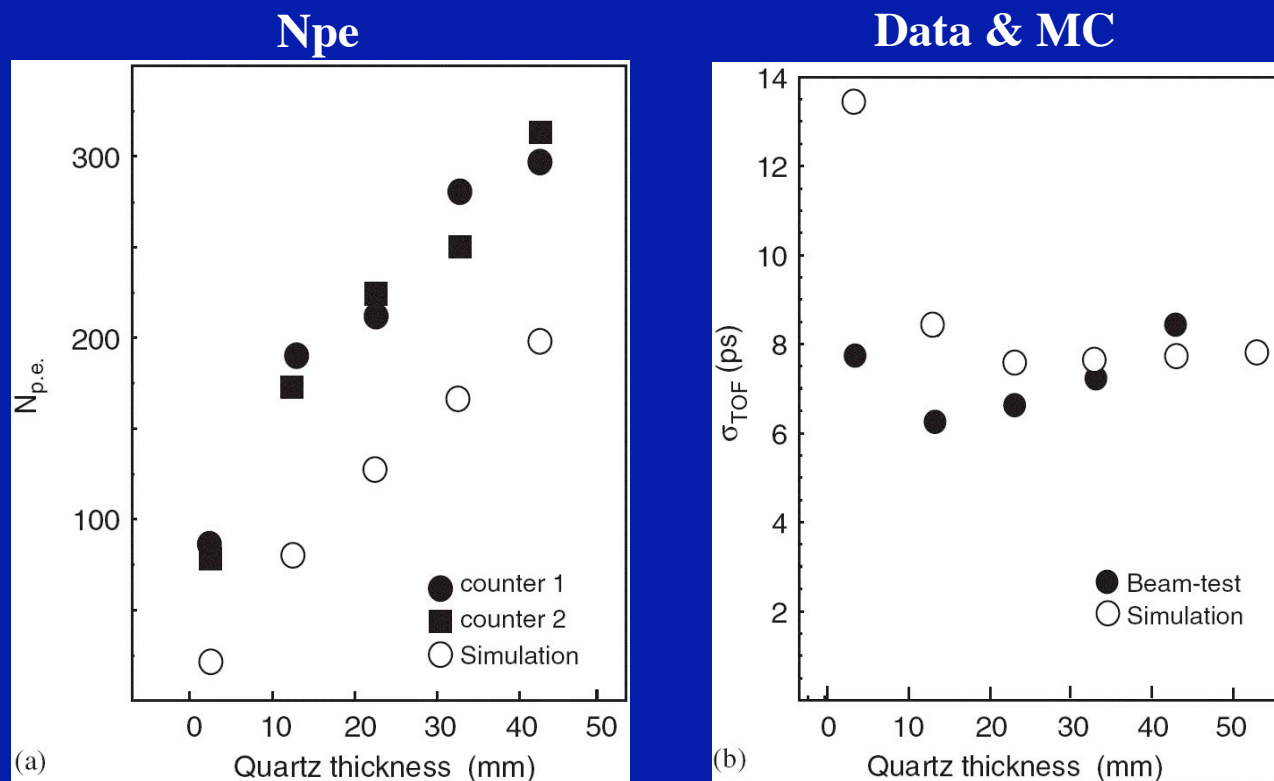 Npe
300
200
100
N p.e.
counter 1
counter 2
Simulation
0 10 20 30 40 50
(a)
Quartz thickness (mm)
Data & MC
14
12
10
8
6
4
2
σTOF (ps)
Beam-test
Simulation
0 10 20 30 40 50
(b)
Quartz thickness (mm)